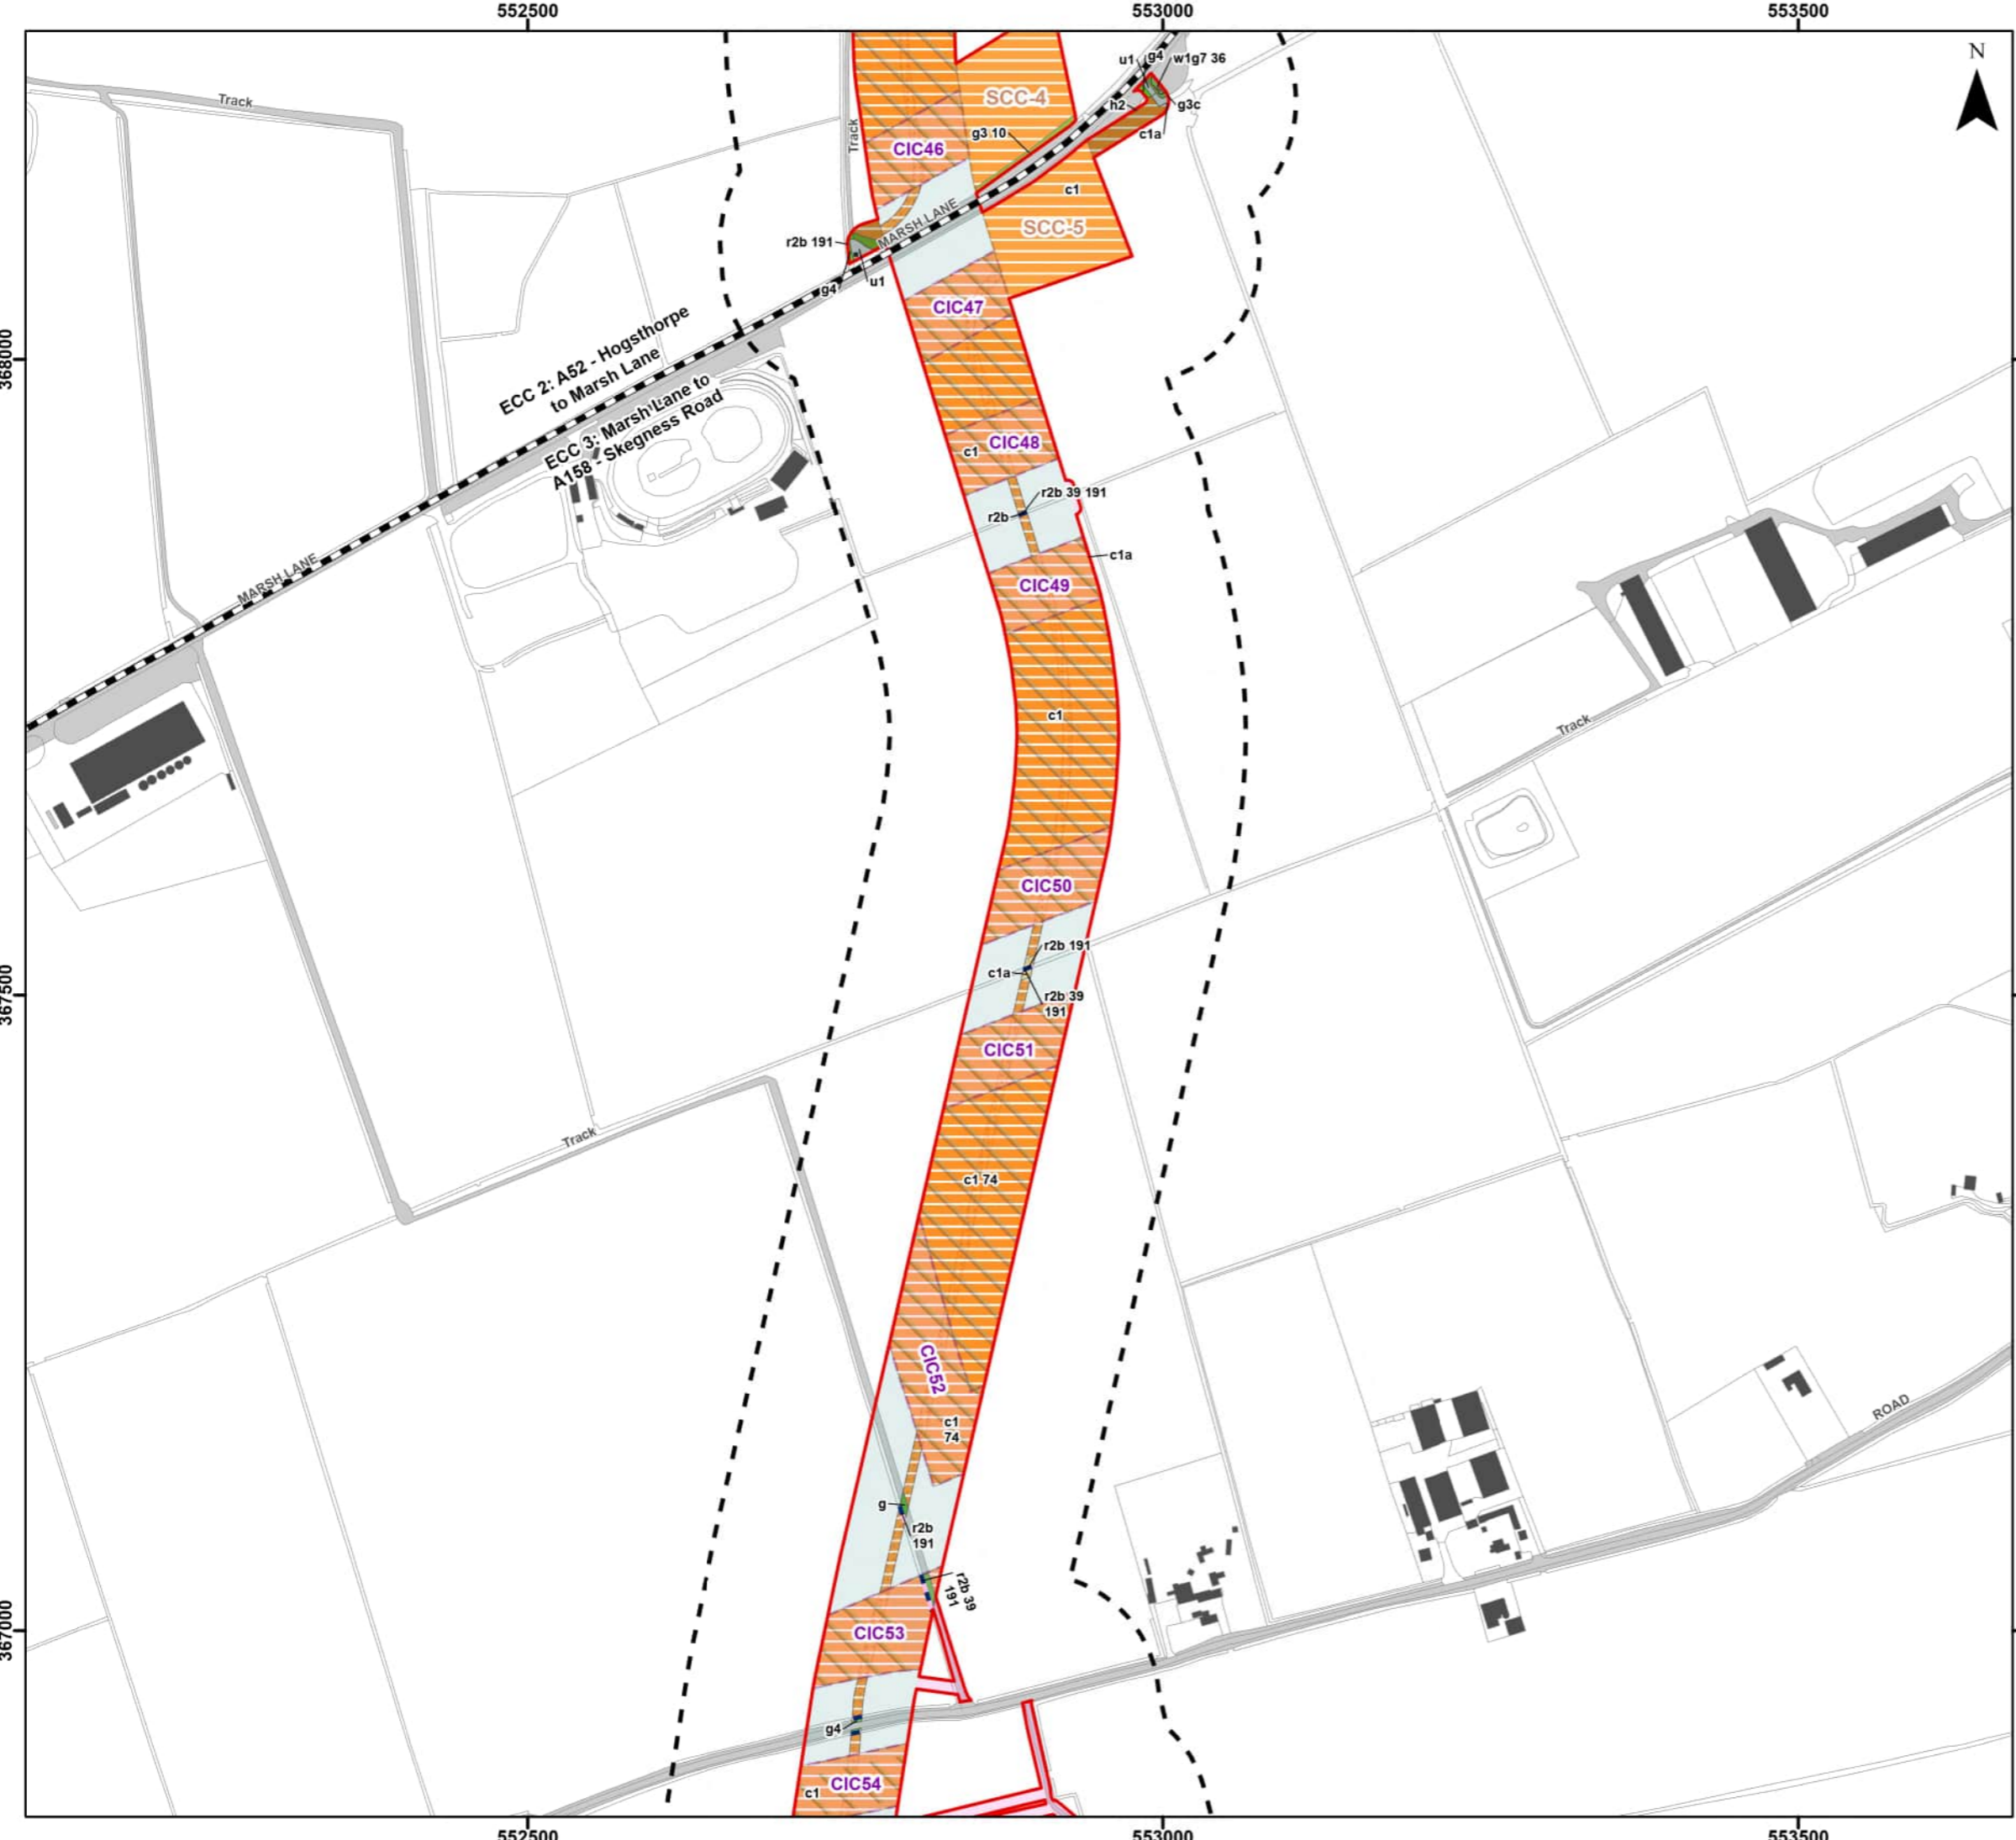 552500
553000
553500
N
u1
g4
w1g7 36
Track
SCC-4
h2
g3c
g3 10
c1a
Track
CIC46
c1
MARSH LANE
SCC-5
r2b 191
u1
g4
CIC47
368000
ECC 2: A52 - Hogsthorpe
to Marsh Lane
ECC 3: Marsh Lane to
A158 - Skegness Road
CIC48
c1
r2b 39 191
r2b
c1a
MARSH LANE
CIC49
c1
Track
CIC50
r2b 191
c1a
367500
r2b 39
191
CIC51
Track
c1 74
CIC52
ROAD
c1
74
g
r2b
191
r2b 39
191
367000
CIC53
g4
CIC54
c1
552500
553000
553500